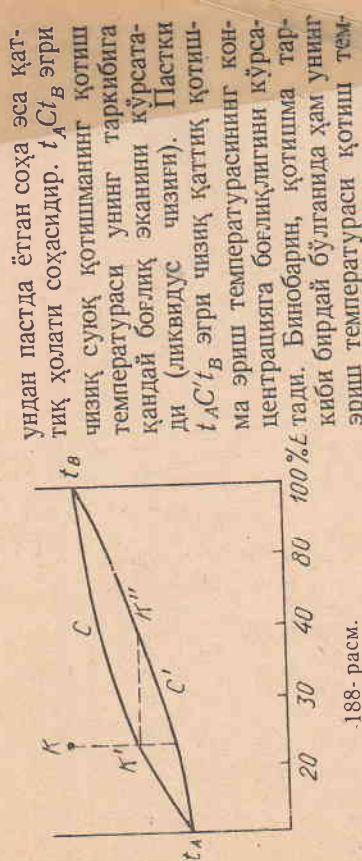 ундан пастда ётган соҳа эса қат-
тиқ ҳолати соҳасидир. t_A C t_B эгри
чизиқ суюқ қотишманинг қотиш
температураси унинг таркибига
қандай боғлиқ эканини кўрсата-
ди (ликвидус чизиғи). Пастки
t_A C′ t_B эгри чизиқ қаттиқ қотиш-
ма эриш температурасининг кон-
центрацияга боғлиқлигини кўрса-
тади. Бинобарин, қотишма тар-
киби бирдай бўлганида ҳам унинг
эриш температураси қотиш тем-
t_A
K
K′
C
C′
K″
t_B
20 30 40 80 100%
188- расм.